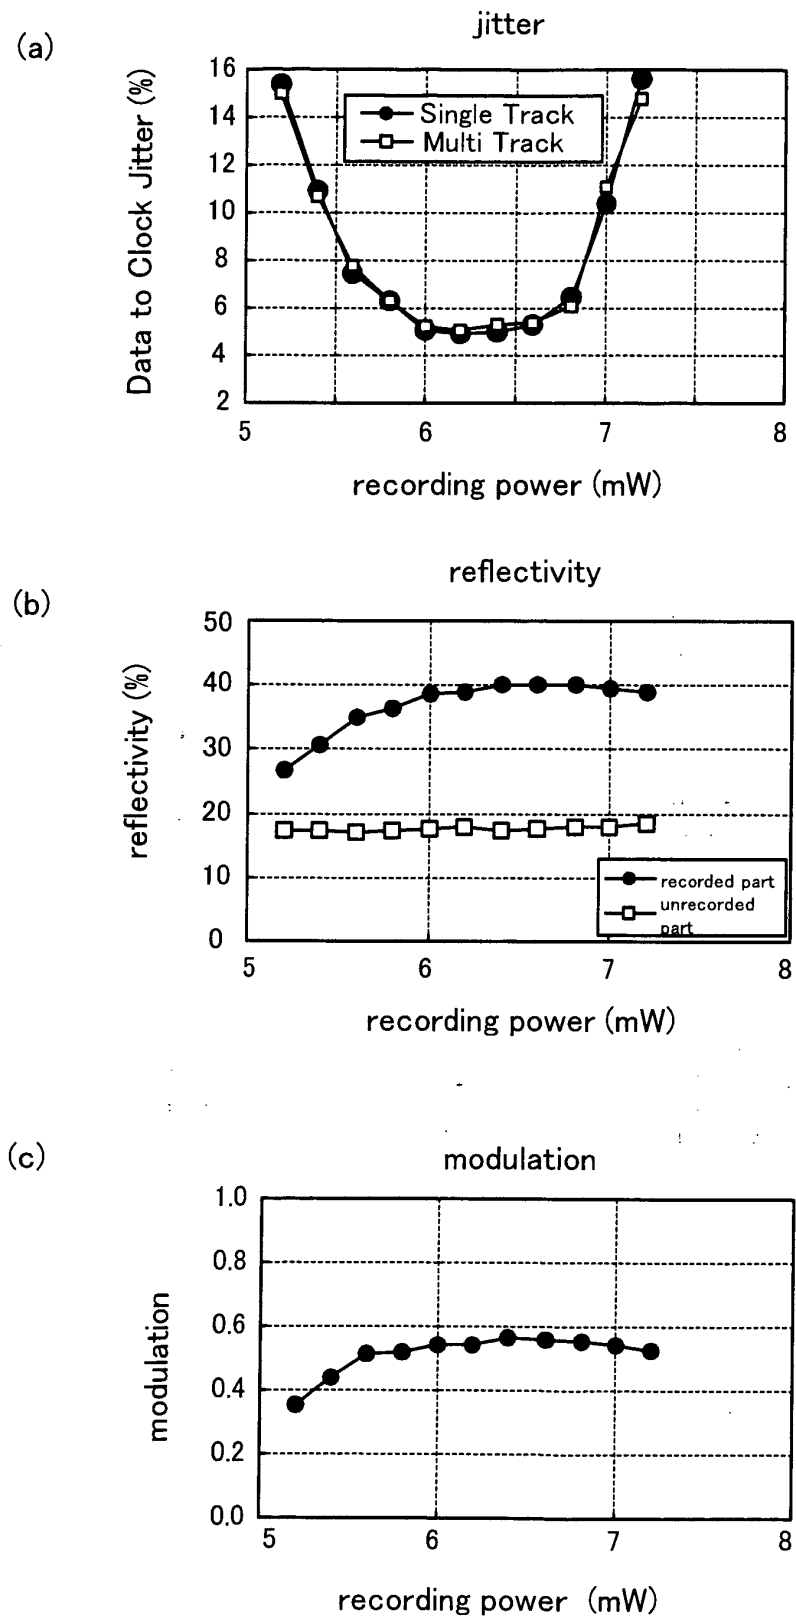 (a)
jitter
Data to Clock Jitter (%)
16
14
12
10
8
6
4
2
Single Track
Multi Track
5 6 7 8
recording power (mW)
(b)
reflectivity
reflectivity (%)
50
40
30
20
10
0
recorded part
unrecorded
part
5 6 7 8
recording power (mW)
(c)
modulation
modulation
1.0
0.8
0.6
0.4
0.2
0.0
5 6 7 8
recording power (mW)